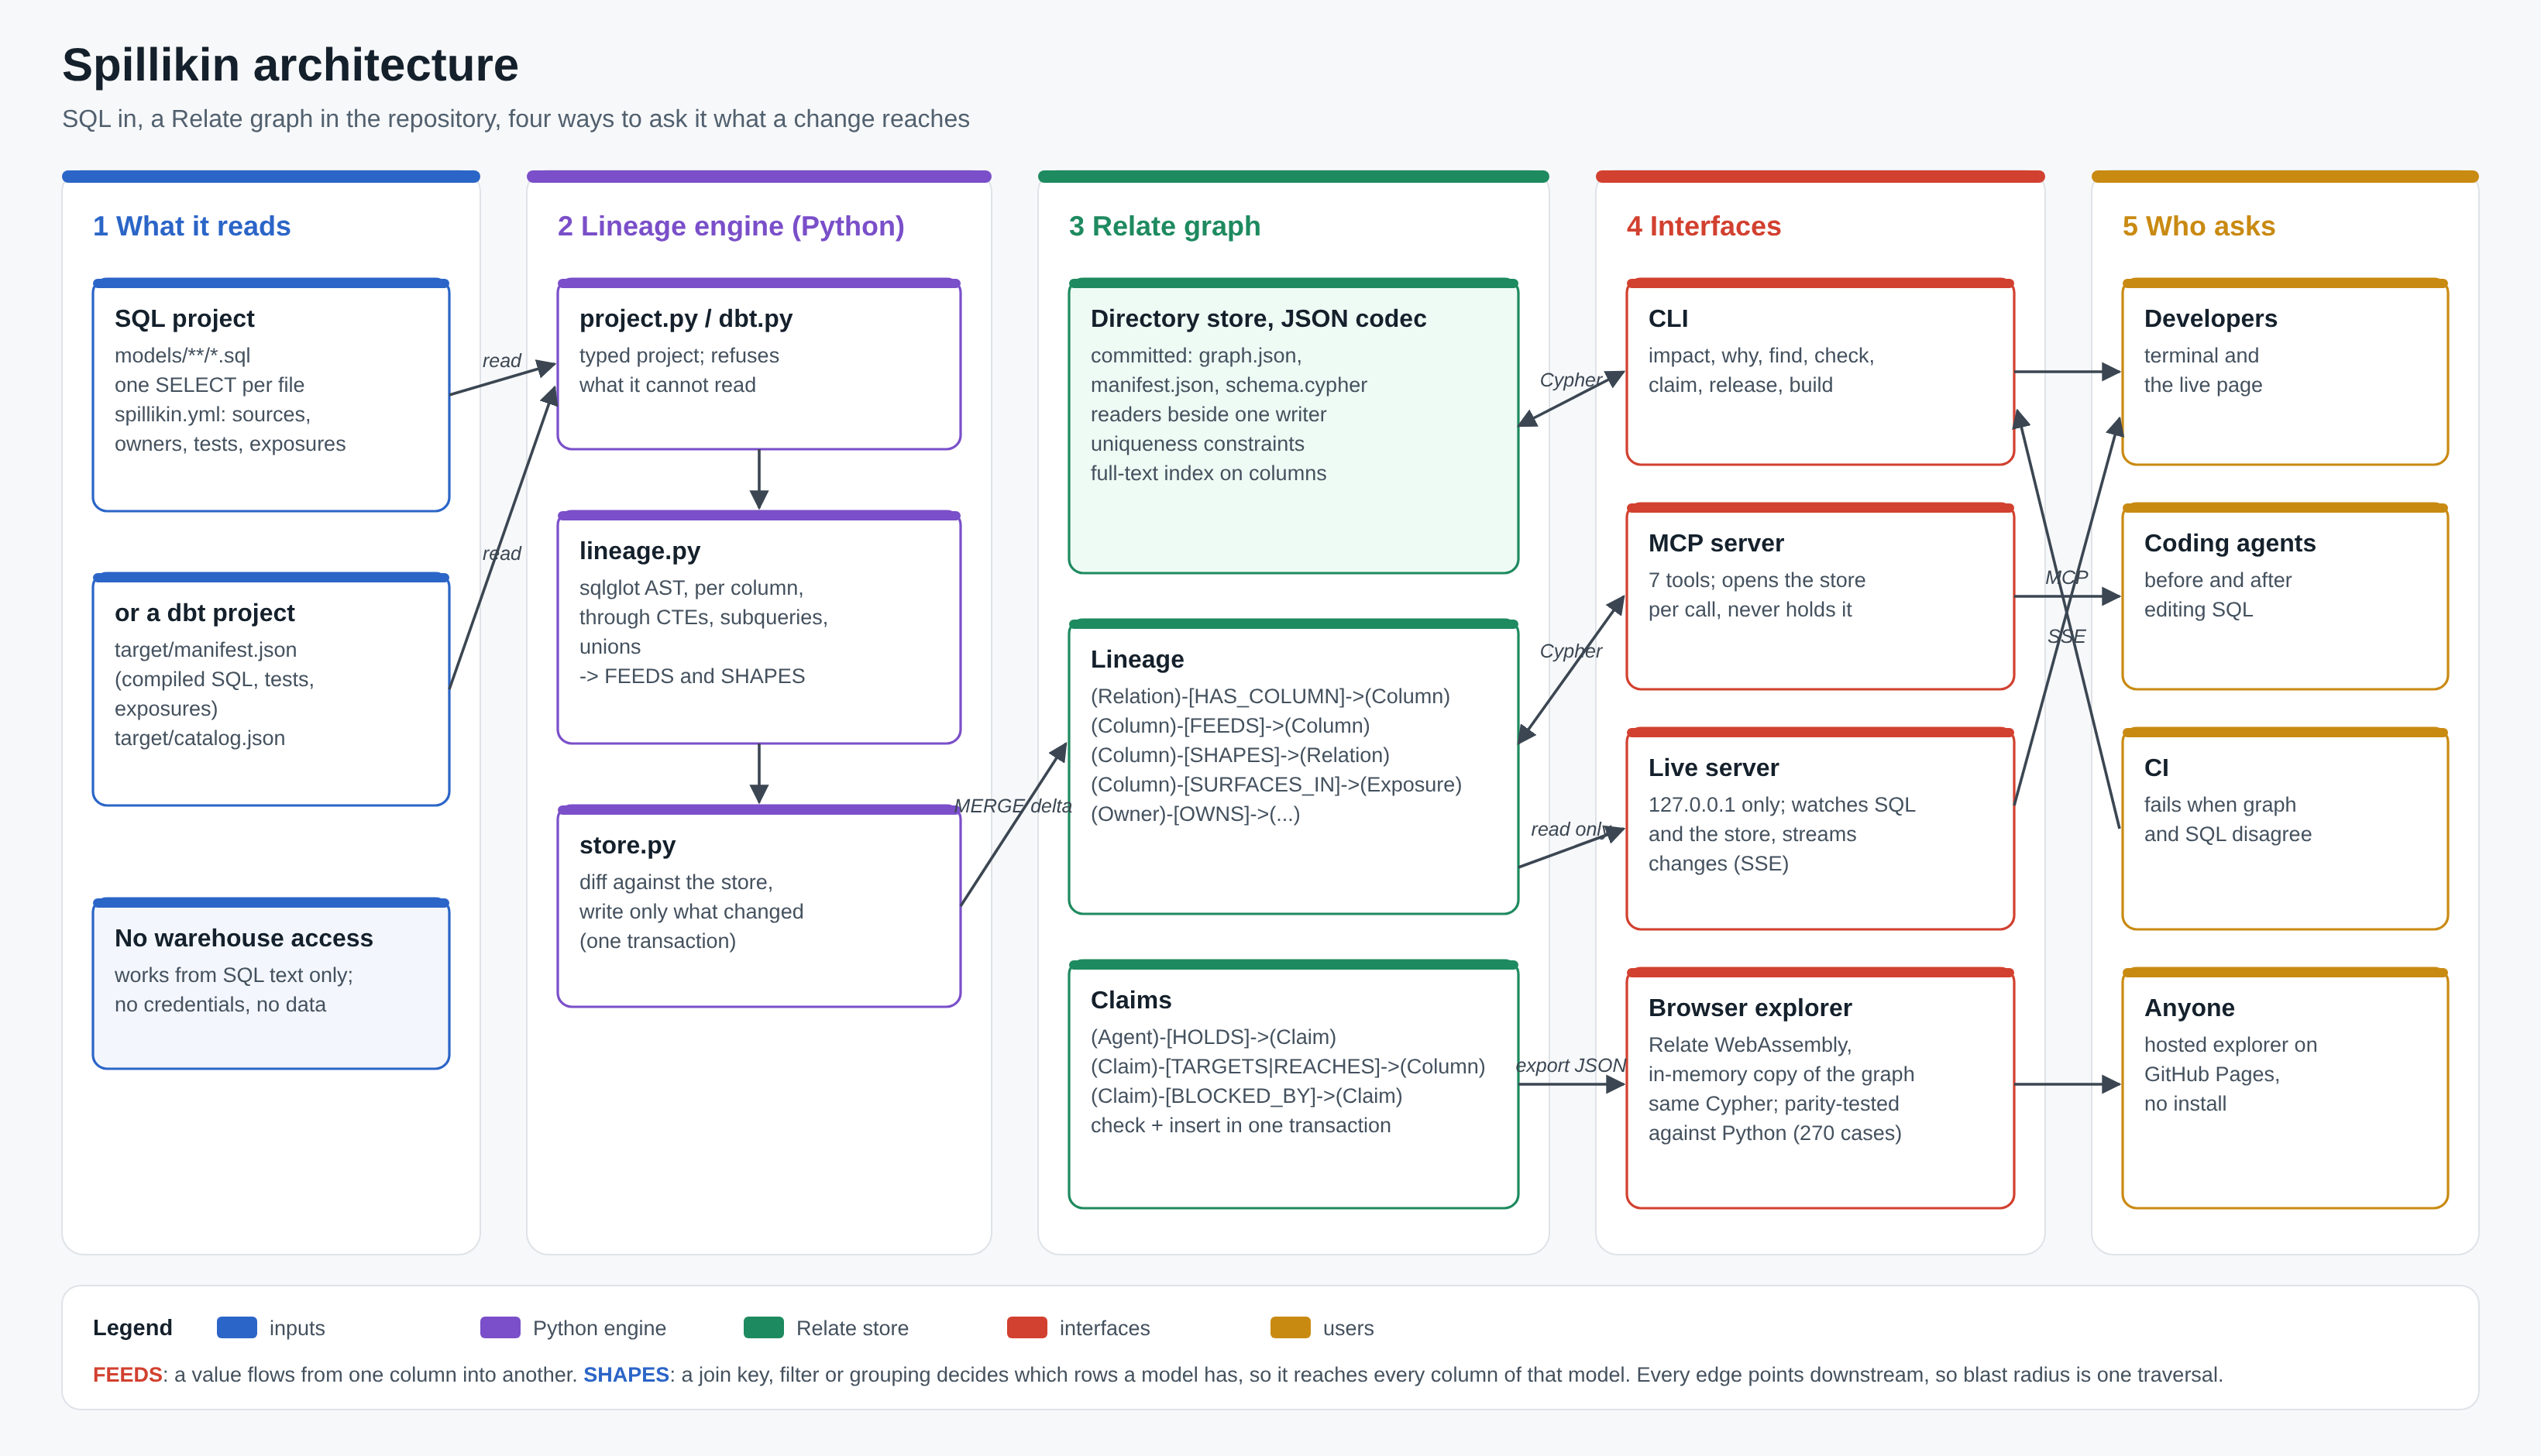 Spillikin architecture
SQL in, a Relate graph in the repository, four ways to ask it what a change reaches
1 What it reads
SQL project
models/**/*.sql
one SELECT per file
spillikin.yml: sources,
owners, tests, exposures
or a dbt project
target/manifest.json
(compiled SQL, tests,
exposures)
target/catalog.json
No warehouse access
works from SQL text only;
no credentials, no data
read
read
2 Lineage engine (Python)
project.py / dbt.py
typed project; refuses
what it cannot read
lineage.py
sqlglot AST, per column,
through CTEs, subqueries,
unions
-> FEEDS and SHAPES
store.py
diff against the store,
write only what changed
(one transaction)
MERGE delta
3 Relate graph
Directory store, JSON codec
committed: graph.json,
manifest.json, schema.cypher
readers beside one writer
uniqueness constraints
full-text index on columns
Lineage
(Relation)-[HAS_COLUMN]->(Column)
(Column)-[FEEDS]->(Column)
(Column)-[SHAPES]->(Relation)
(Column)-[SURFACES_IN]->(Exposure)
(Owner)-[OWNS]->(...)
Claims
(Agent)-[HOLDS]->(Claim)
(Claim)-[TARGETS|REACHES]->(Column)
(Claim)-[BLOCKED_BY]->(Claim)
check + insert in one transaction
Cypher
Cypher
read only
export JSON
4 Interfaces
CLI
impact, why, find, check,
claim, release, build
MCP server
7 tools; opens the store
per call, never holds it
Live server
127.0.0.1 only; watches SQL
and the store, streams
changes (SSE)
Browser explorer
Relate WebAssembly,
in-memory copy of the graph
same Cypher; parity-tested
against Python (270 cases)
MCP
SSE
5 Who asks
Developers
terminal and
the live page
Coding agents
before and after
editing SQL
CI
fails when graph
and SQL disagree
Anyone
hosted explorer on
GitHub Pages,
no install
Legend
inputs
Python engine
Relate store
interfaces
users
FEEDS: a value flows from one column into another. SHAPES: a join key, filter or grouping decides which rows a model has, so it reaches every column of that model. Every edge points downstream, so blast radius is one traversal.